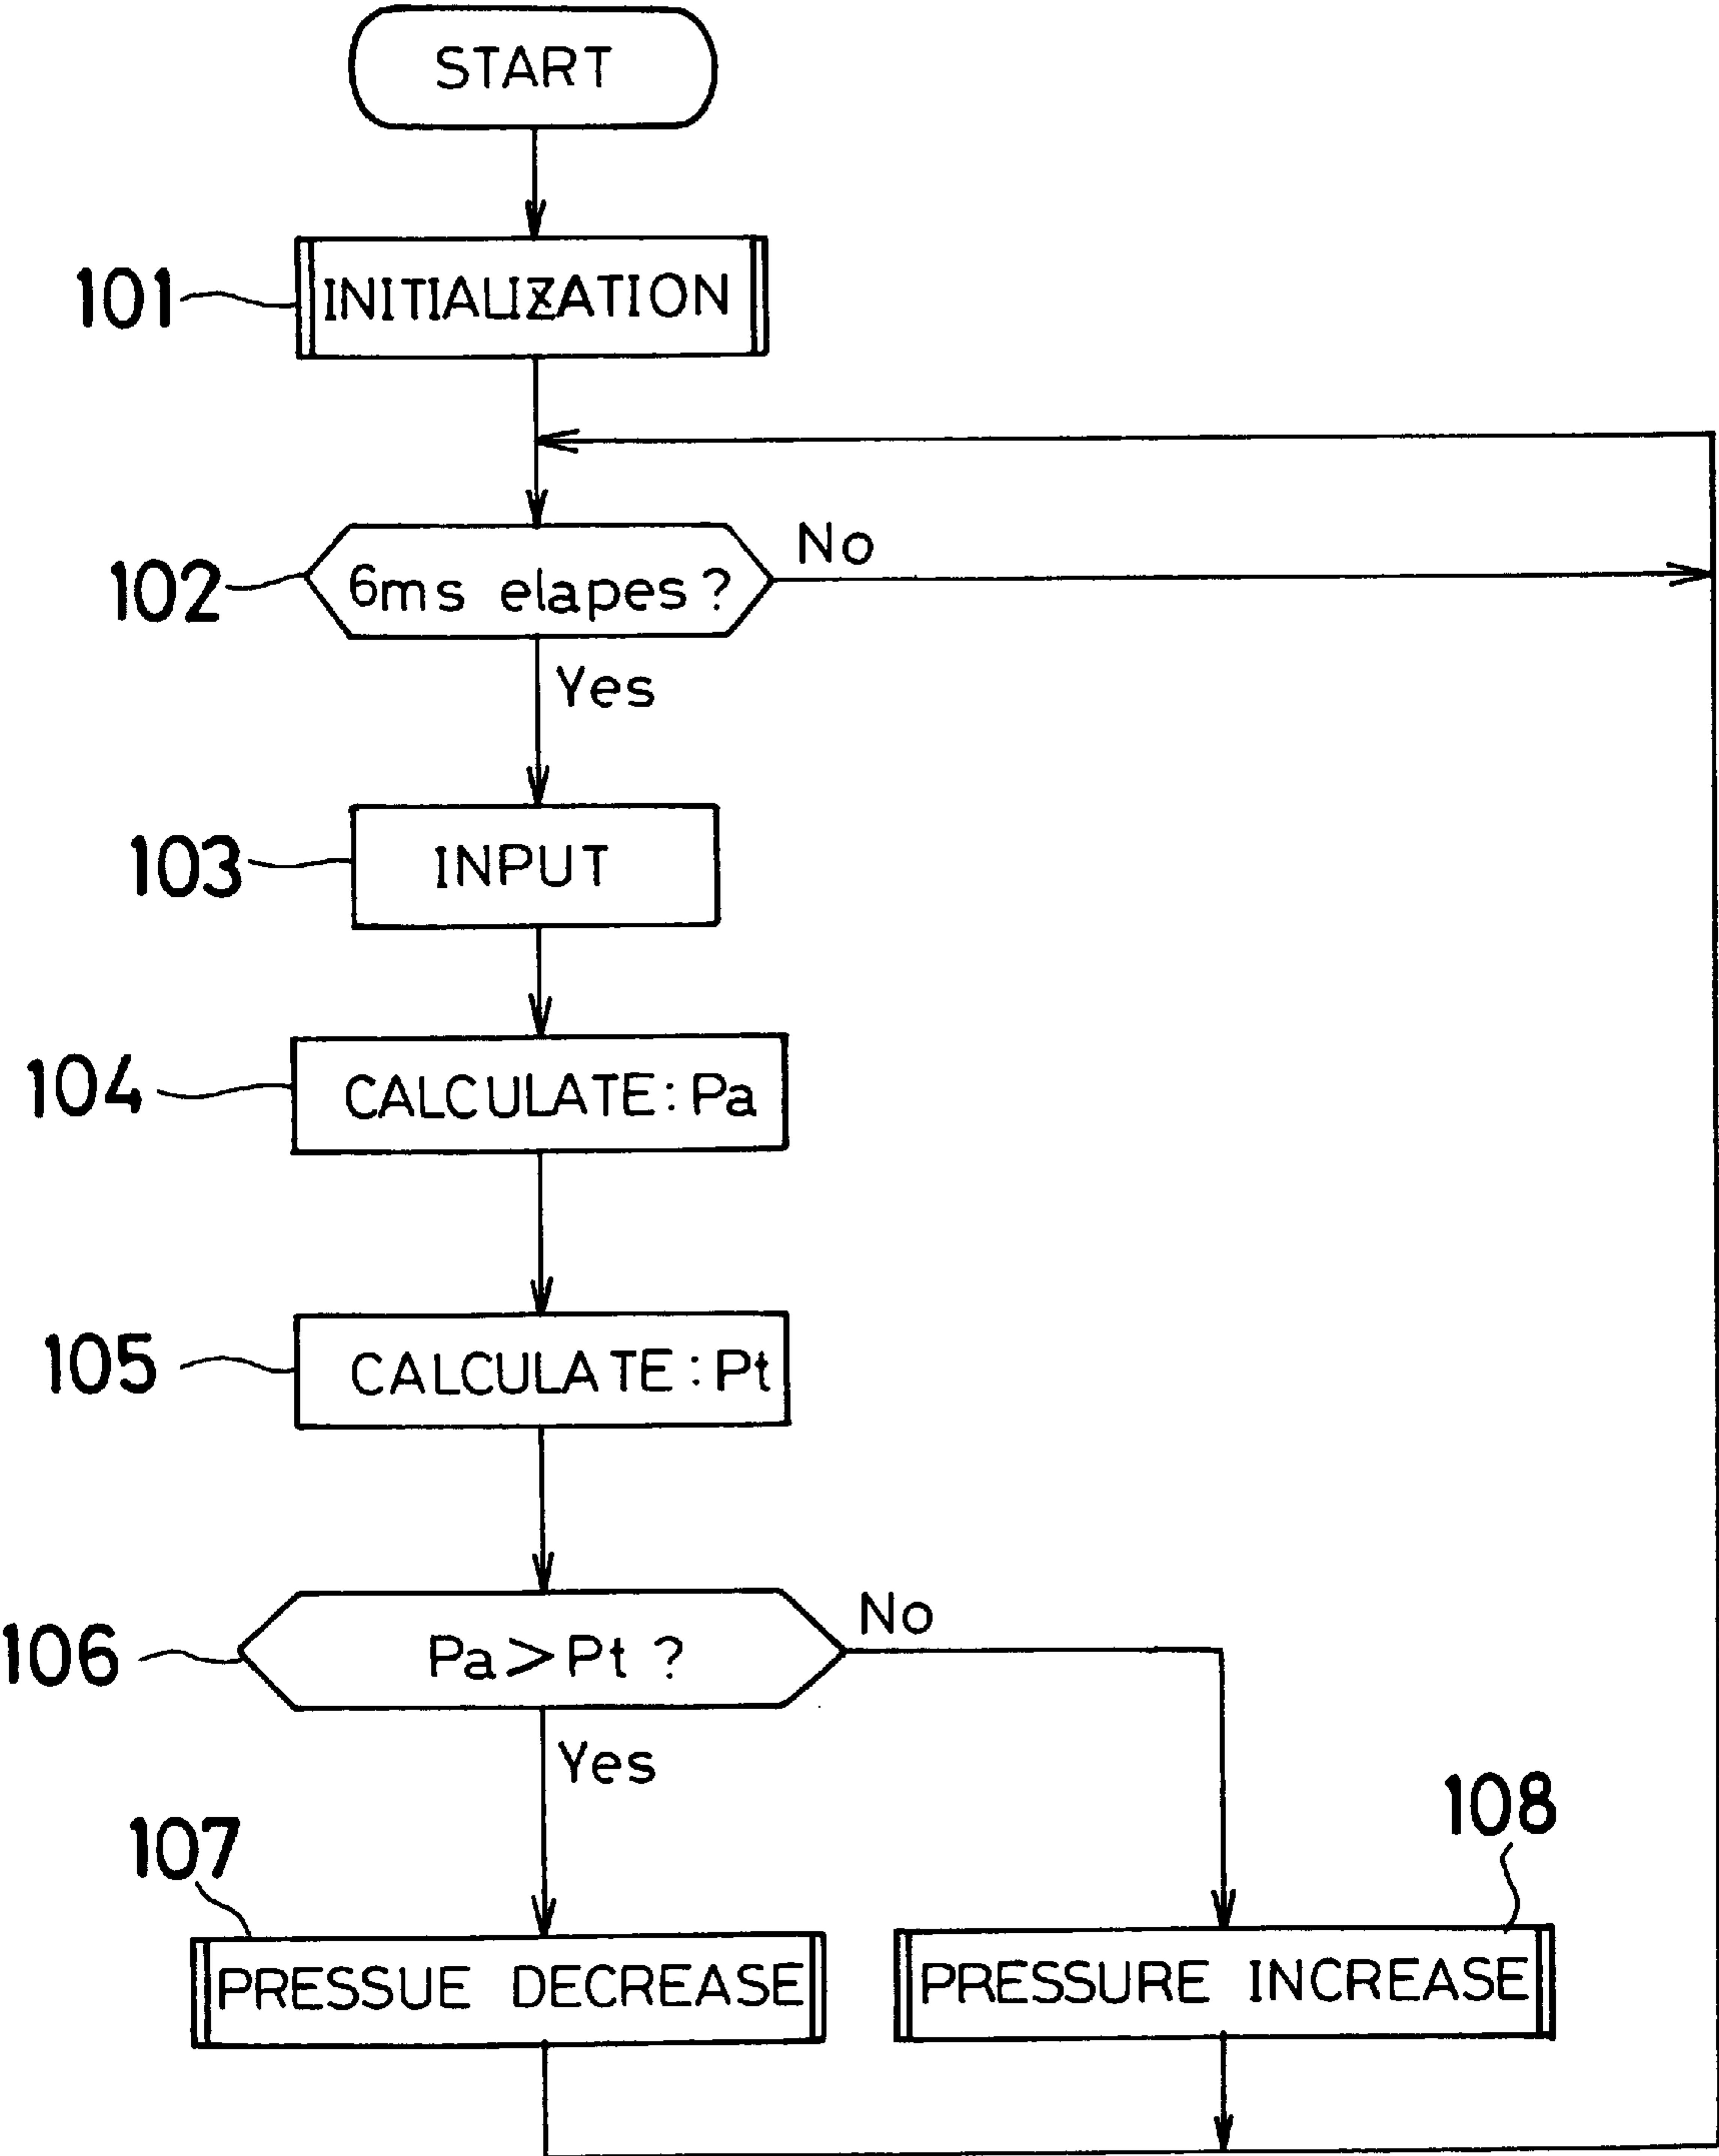 START
101
INITIALIZATION
102
6ms elapes ?
No
Yes
103
INPUT
104
CALCULATE : Pa
105
CALCULATE : Pt
106
Pa > Pt ?
No
Yes
107
108
PRESSUE DECREASE
PRESSURE INCREASE